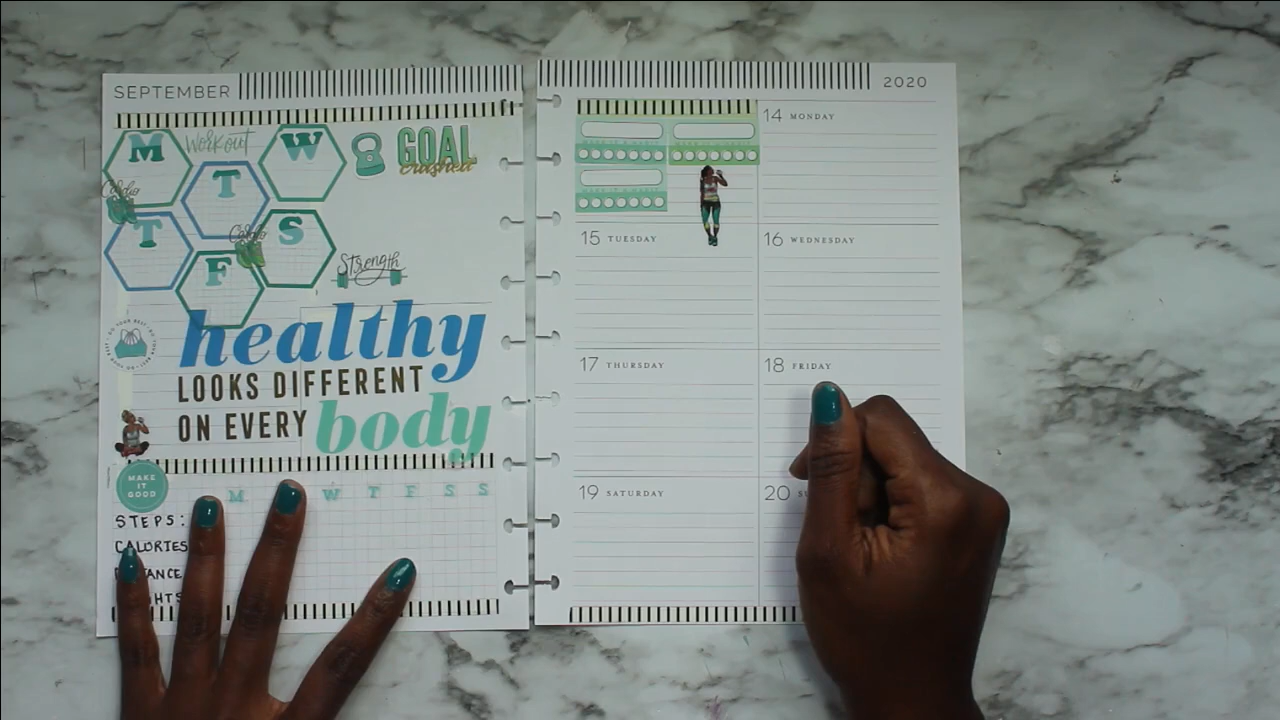 SEPTEMBER
M
Workout
W
GOAL
crushed
T
Cardio
T
Cardio
S
F
Strength
healthy
LOOKS DIFFERENT
ON EVERY body
MAKE
IT
GOOD
M W T F S S
STEPS:
CALORIES
2020
14 MONDAY
15 TUESDAY
16 WEDNESDAY
17 THURSDAY
18 FRIDAY
19 SATURDAY
20